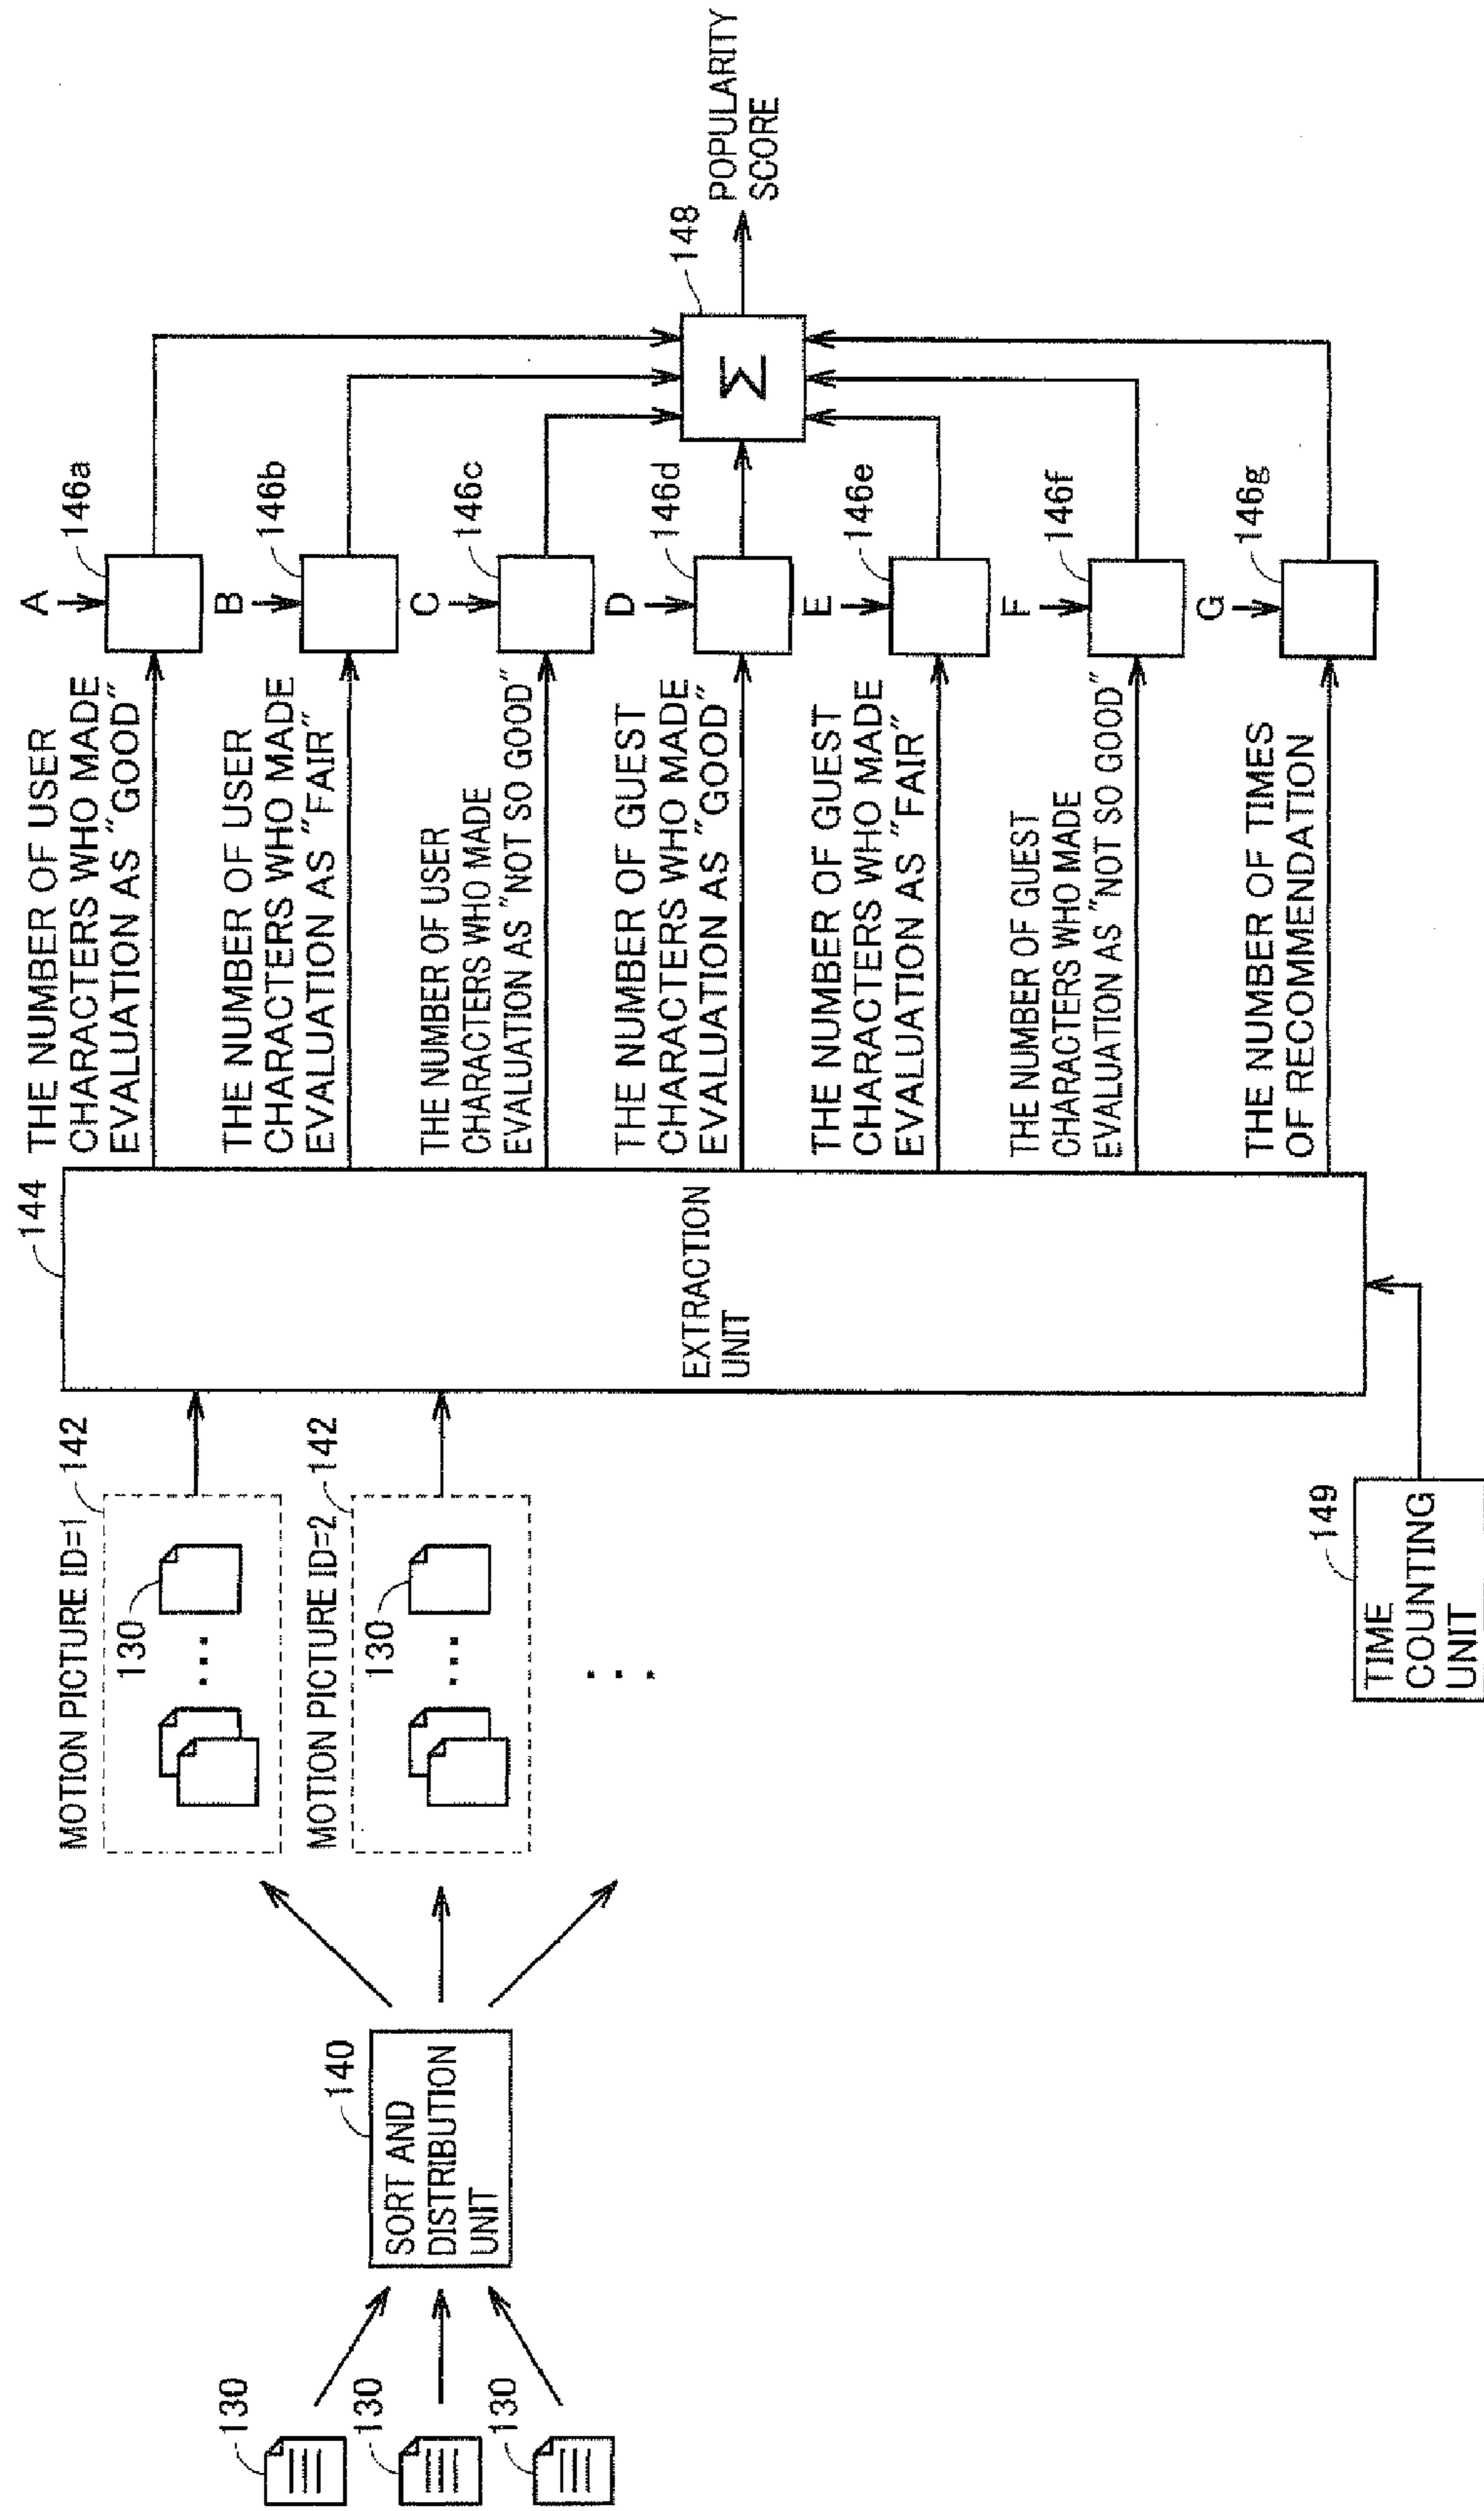 130
130
130
140
SORT AND
DISTRIBUTION
UNIT
MOTION PICTURE ID=1
142
130
...
MOTION PICTURE ID=2
142
130
...
...
149
TIME
COUNTING
UNIT
144
EXTRACTION
UNIT
THE NUMBER OF USER
CHARACTERS WHO MADE
EVALUATION AS "GOOD"
A
146a
THE NUMBER OF USER
CHARACTERS WHO MADE
EVALUATION AS "FAIR"
B
146b
THE NUMBER OF USER
CHARACTERS WHO MADE
EVALUATION AS "NOT SO GOOD"
C
146c
THE NUMBER OF GUEST
CHARACTERS WHO MADE
EVALUATION AS "GOOD"
D
146d
THE NUMBER OF GUEST
CHARACTERS WHO MADE
EVALUATION AS "FAIR"
E
146e
THE NUMBER OF GUEST
CHARACTERS WHO MADE
EVALUATION AS "NOT SO GOOD"
F
146f
THE NUMBER OF TIMES
OF RECOMMENDATION
G
146g
148
Σ
POPULARITY
SCORE